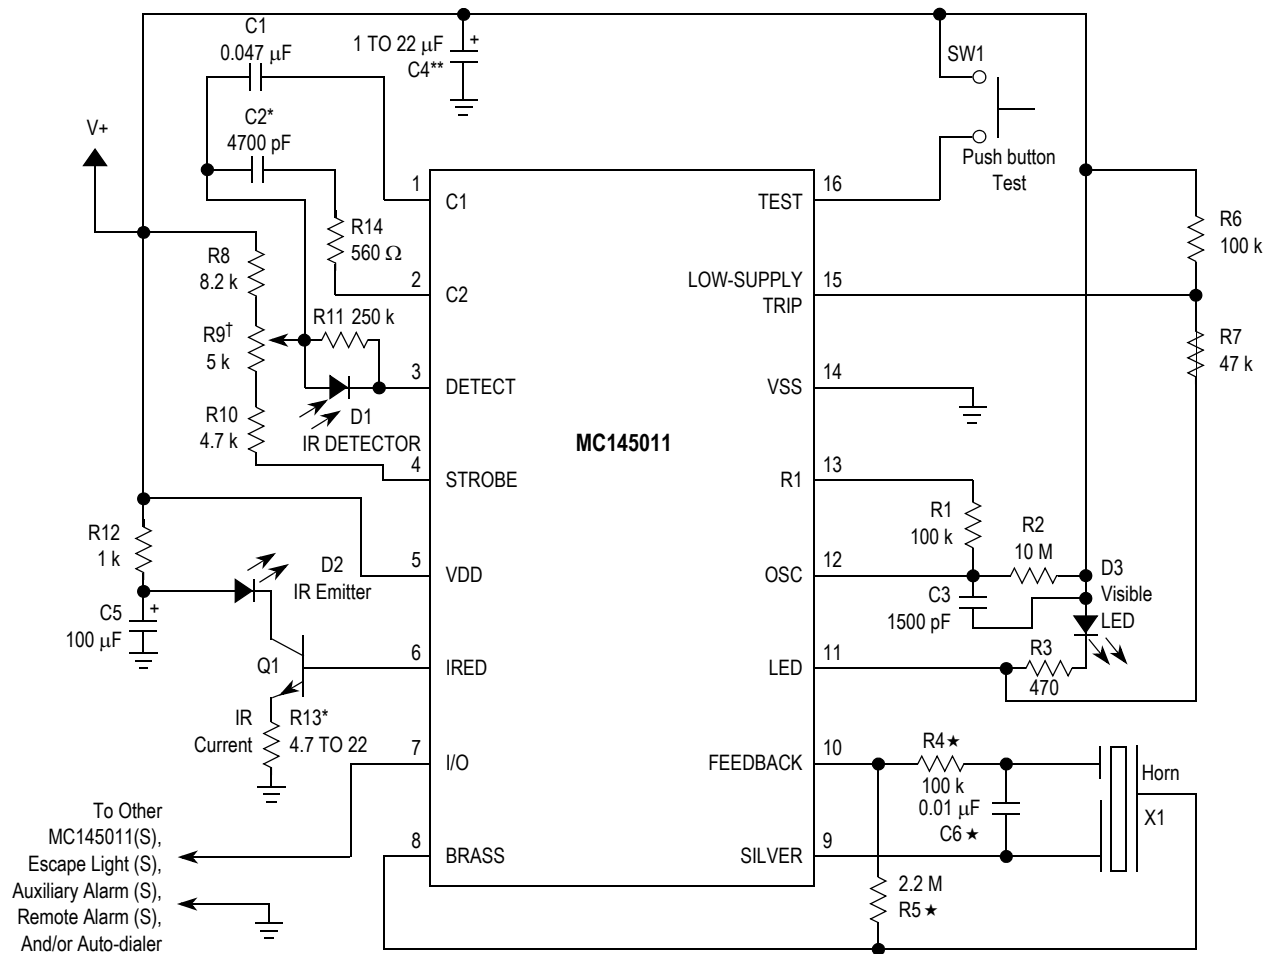 C1
0.047 µF
1 TO 22 µF
+
C4**
SW1
C2*
4700 pF
V+
Push button
Test
1
C1
16
TEST
R14
560 Ω
R6
100 k
R8
8.2 k
2
C2
15
LOW-SUPPLY
TRIP
R11 250 k
R9†
5 k
R7
47 k
3
DETECT
14
VSS
D1
IR DETECTOR
R10
4.7 k
MC145011
4
STROBE
13
R1
R1
100 k
R2
10 M
R12
1 k
D2
IR Emitter
5
VDD
12
OSC
D3
Visible
LED
C3
1500 pF
C5
100 µF
+
Q1
6
IRED
11
LED
R3
470
IR
Current
R13*
4.7 TO 22
7
I/O
10
FEEDBACK
R4★
100 k
0.01 µF
C6★
Horn
X1
To Other
MC145011(S),
Escape Light (S),
Auxiliary Alarm (S),
Remote Alarm (S),
And/or Auto-dialer
8
BRASS
9
SILVER
2.2 M
R5★